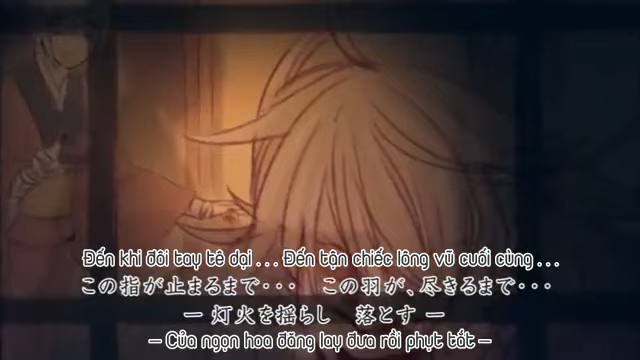 Đến khi đôi tay tê dại . . . Đến tận chiếc lông vũ cuối cùng . . .
この指が止まるまで・・・　この羽が、尽きるまで・・・
— 灯火を揺らし　落とす —
— Của ngọn hoa đăng lay đưa rồi phụt tắt —